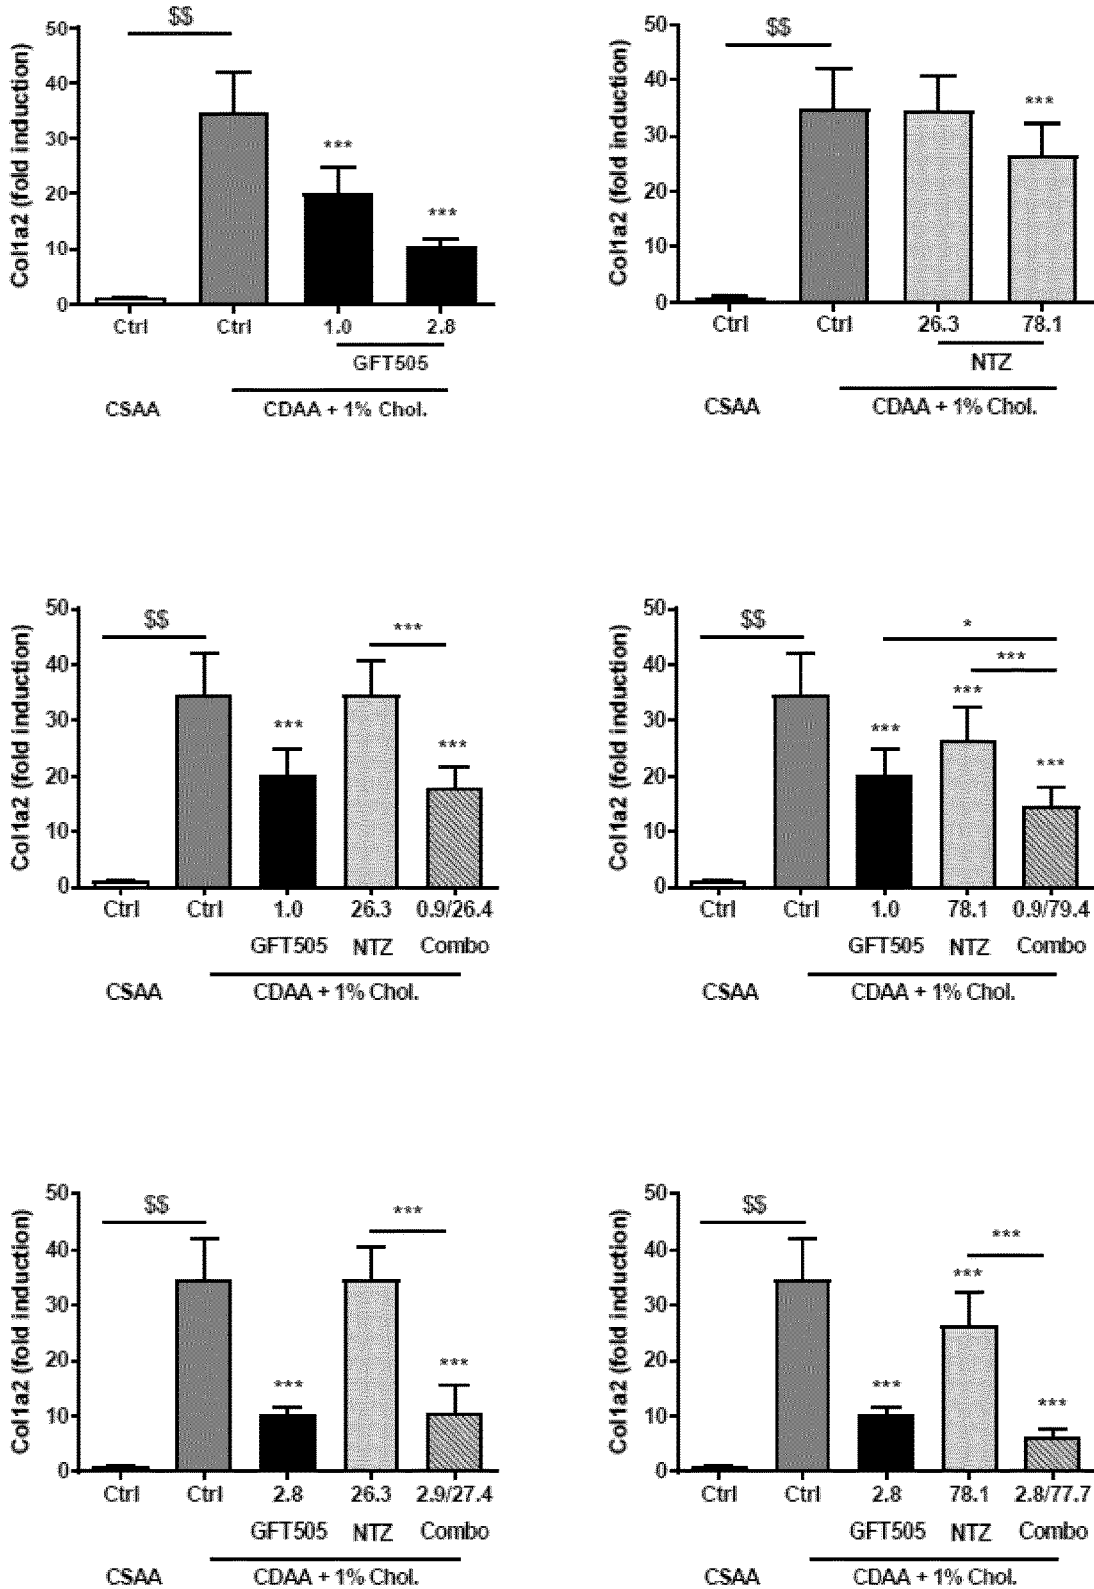 $$
Col1a2 (fold induction)
50
40
30
20
10
0
***
***
Ctrl Ctrl 1.0 2.8
GFT505
CSAA CDAA + 1% Chol.
$$
Col1a2 (fold induction)
50
40
30
20
10
0
***
Ctrl Ctrl 26.3 78.1
NTZ
CSAA CDAA + 1% Chol.
$$
Col1a2 (fold induction)
50
40
30
20
10
0
***
***
***
Ctrl Ctrl 1.0 26.3 0.9/26.4
GFT505 NTZ Combo
CSAA CDAA + 1% Chol.
$$
Col1a2 (fold induction)
50
40
30
20
10
0
*
***
***
***
***
Ctrl Ctrl 1.0 78.1 0.9/79.4
GFT505 NTZ Combo
CSAA CDAA + 1% Chol.
$$
Col1a2 (fold induction)
50
40
30
20
10
0
***
***
***
Ctrl Ctrl 2.8 26.3 2.9/27.4
GFT505 NTZ Combo
CSAA CDAA + 1% Chol.
$$
Col1a2 (fold induction)
50
40
30
20
10
0
***
***
***
***
Ctrl Ctrl 2.8 78.1 2.8/77.7
GFT505 NTZ Combo
CSAA CDAA + 1% Chol.